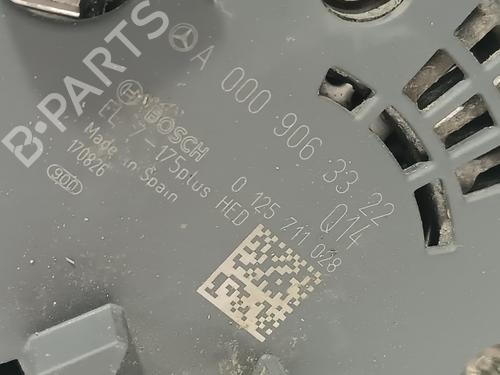 A 000 906 33 22
Q14
BOSCH
EL 7-175plus
0 125 711 028
Made in Spain
HED
170826
901
B-PARTS